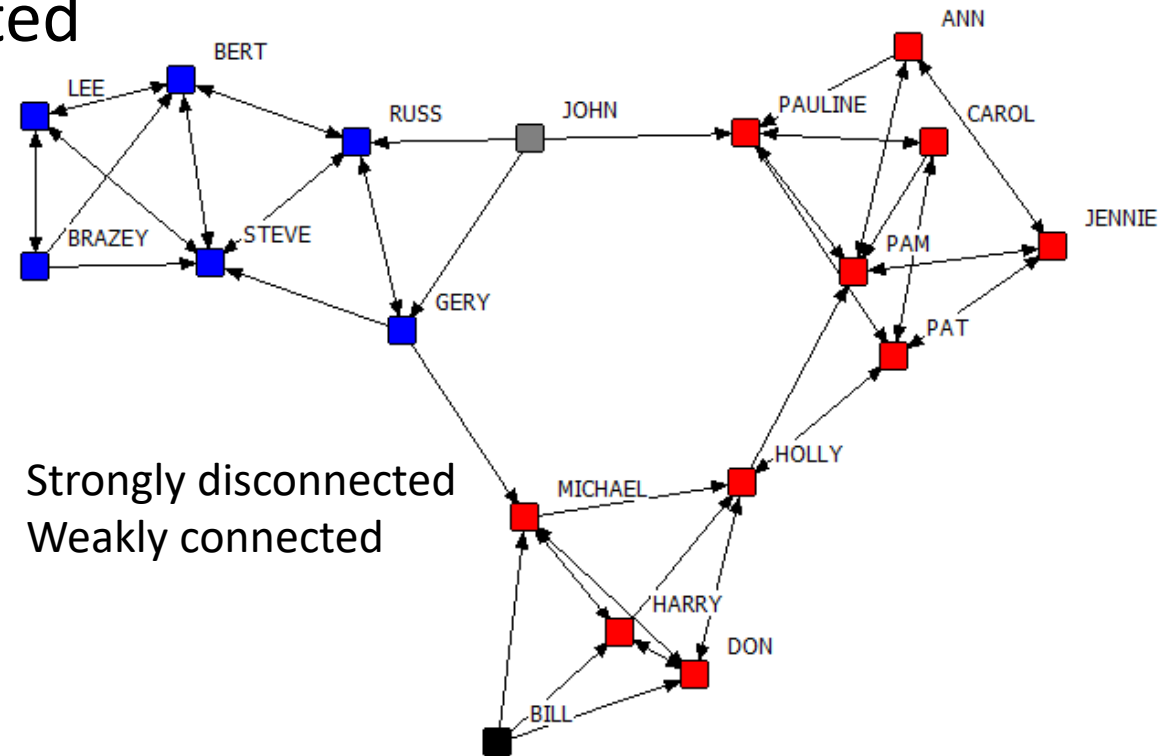 ted
ANN
BERT
LEE
PAULINE
RUSS
JOHN
CAROL
JENNIE
BRAZEY
STEVE
PAM
GERY
PAT
HOLLY
Strongly disconnected
Weakly connected
MICHAEL
HARRY
DON
BILL